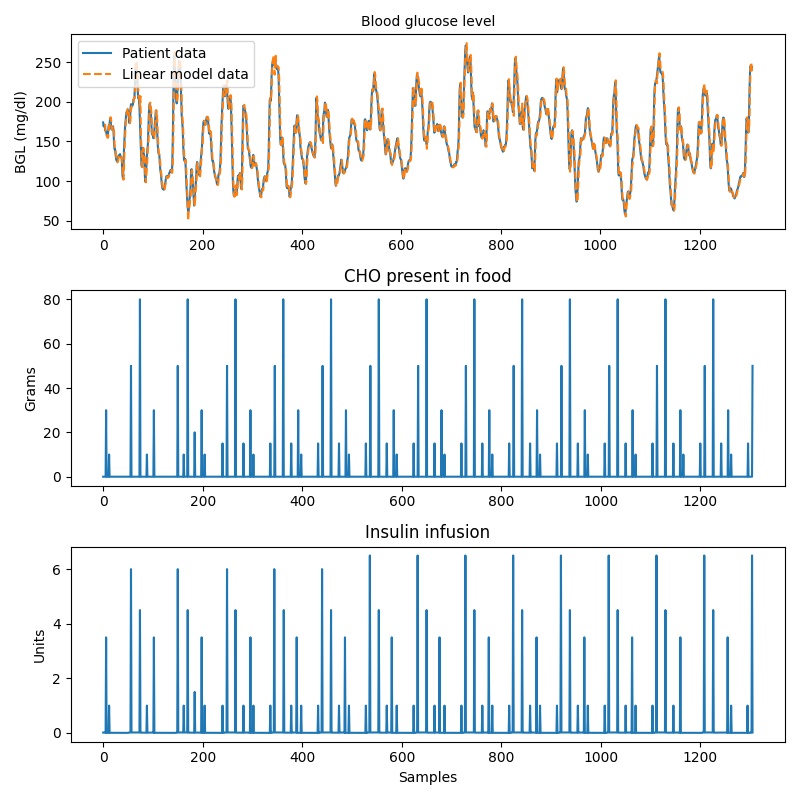 Blood glucose level
Patient data
Linear model data
BGL (mg/dl)
250
200
150
100
50
0 200 400 600 800 1000 1200
CHO present in food
Grams
80
60
40
20
0
0 200 400 600 800 1000 1200
Insulin infusion
Units
6
4
2
0
0 200 400 600 800 1000 1200
Samples